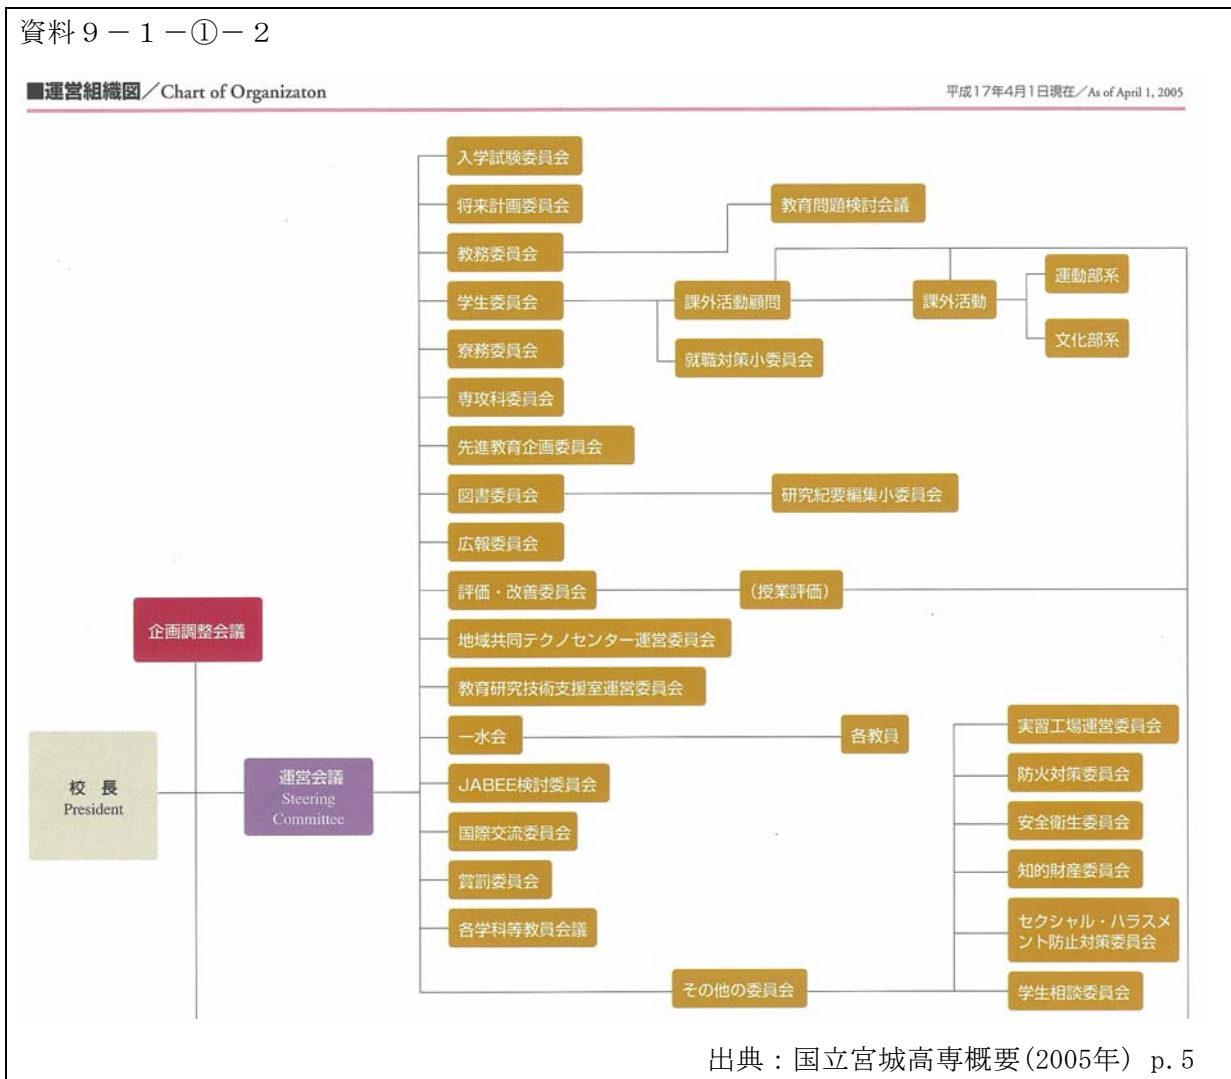 資料９－１－①－２
■運営組織図／Chart of Organizaton
平成17年4月1日現在／As of April 1, 2005
入学試験委員会
将来計画委員会
教育問題検討会議
教務委員会
学生委員会
課外活動顧問
課外活動
運動部系
文化部系
就職対策小委員会
寮務委員会
専攻科委員会
先進教育企画委員会
図書委員会
研究紀要編集小委員会
広報委員会
評価・改善委員会
(授業評価)
企画調整会議
地域共同テクノセンター運営委員会
教育研究技術支援室運営委員会
一水会
各教員
校 長
President
運営会議
Steering
Committee
JABEE検討委員会
国際交流委員会
賞罰委員会
各学科等教員会議
その他の委員会
実習工場運営委員会
防火対策委員会
安全衛生委員会
知的財産委員会
セクシャル・ハラスメ
ント防止対策委員会
学生相談委員会
出典：国立宮城高専概要(2005年) p.5